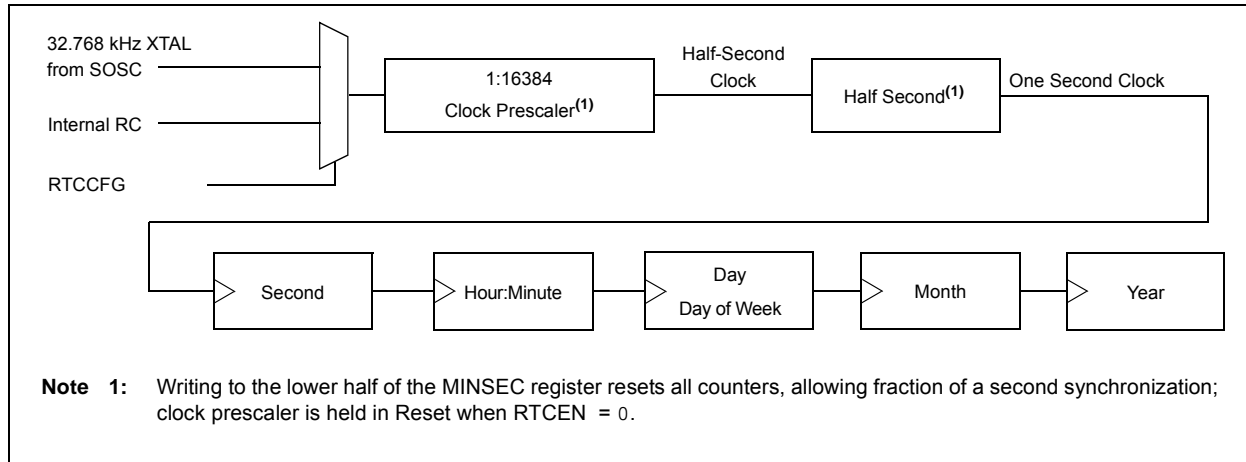 32.768 kHz XTAL
from SOSC
Internal RC
RTCCFG
1:16384
Clock Prescaler(1)
Half-Second
Clock
Half Second(1)
One Second Clock
Second
Hour:Minute
Day
Day of Week
Month
Year
Note 1: Writing to the lower half of the MINSEC register resets all counters, allowing fraction of a second synchronization;
clock prescaler is held in Reset when RTCEN = 0.